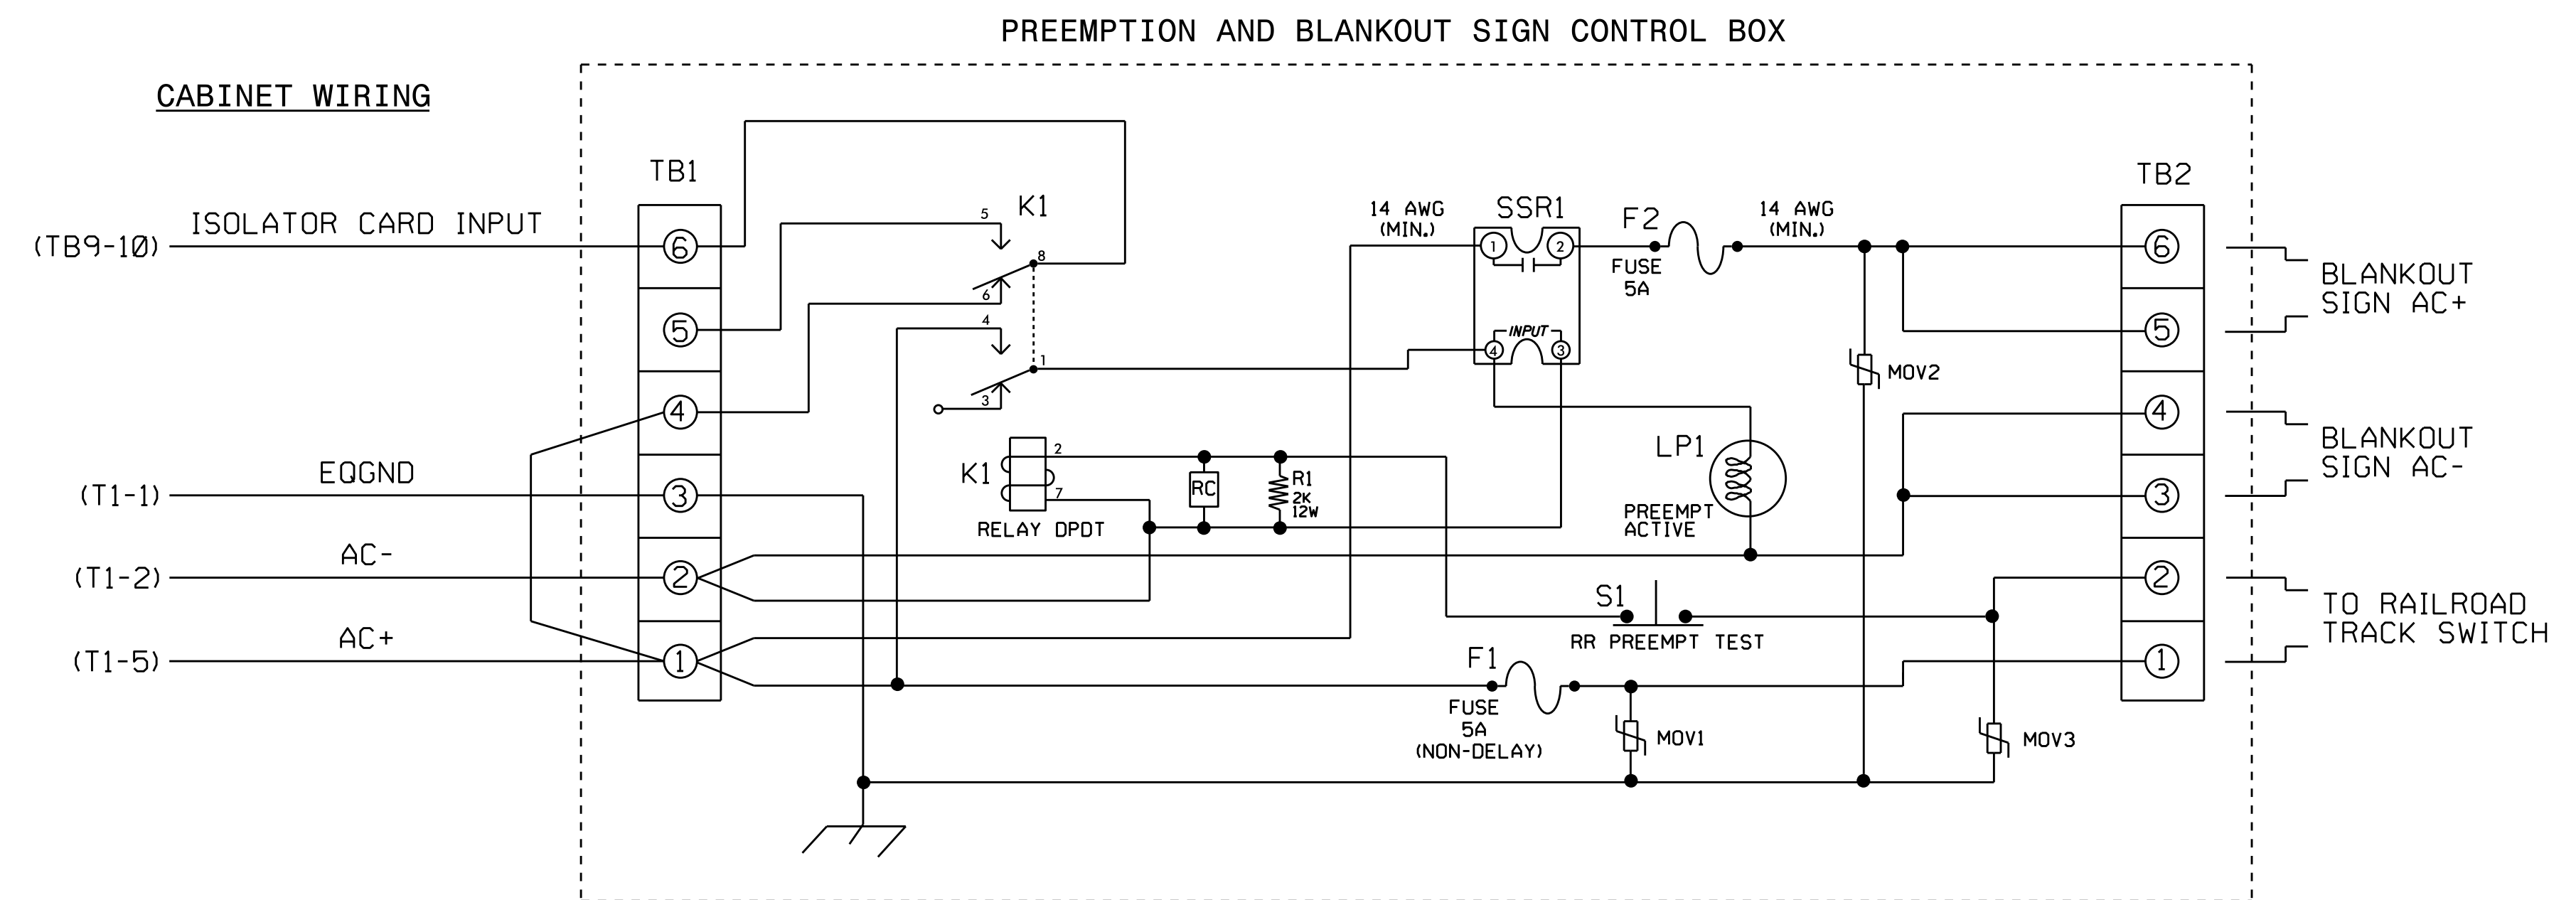 PREEMPTION AND BLANKOUT SIGN CONTROL BOX
CABINET WIRING
TB1
6
5
4
3
2
1
(TB9-10)
ISOLATOR CARD INPUT
(T1-1)
EQGND
(T1-2)
AC-
(T1-5)
AC+
K1
5
8
6
4
1
3
K1
2
7
RELAY DPDT
RC
R1
2K
12W
14 AWG
(MIN.)
SSR1
1
2
INPUT
4
3
F2
FUSE
5A
14 AWG
(MIN.)
MOV2
LP1
PREEMPT
ACTIVE
S1
RR PREEMPT TEST
F1
FUSE
5A
(NON-DELAY)
MOV1
MOV3
TB2
6
5
4
3
2
1
BLANKOUT
SIGN AC+
BLANKOUT
SIGN AC-
TO RAILROAD
TRACK SWITCH